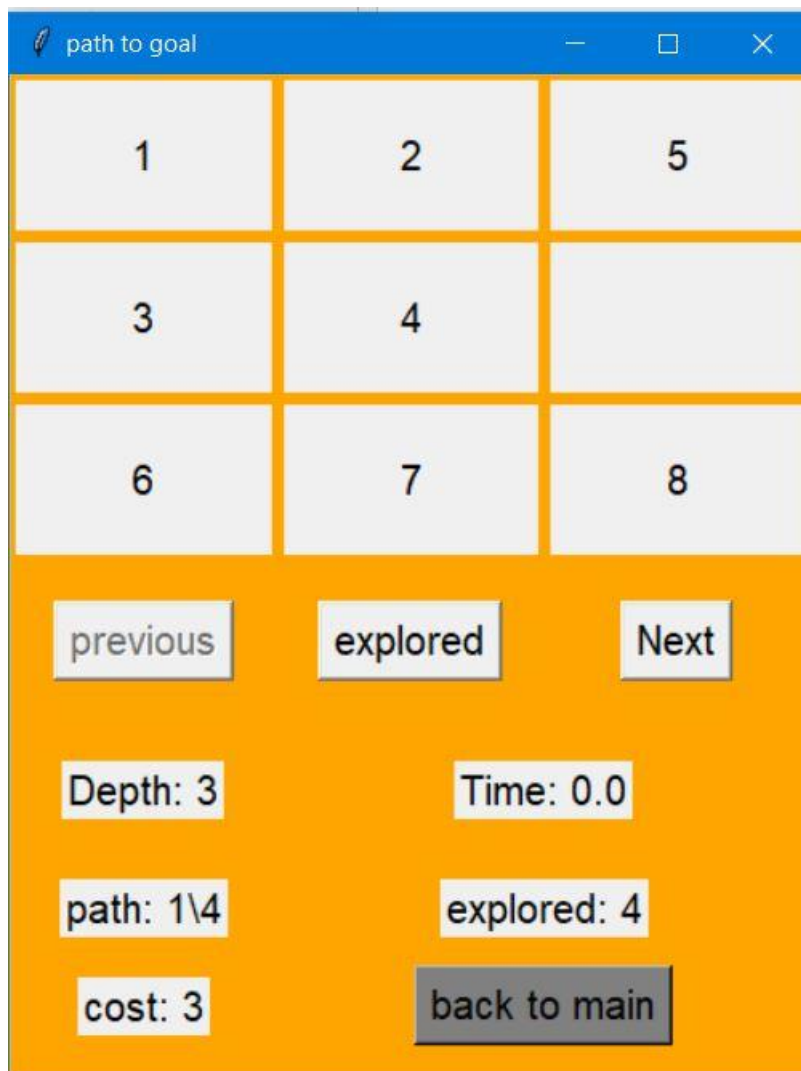 path to goal
1 2 5
3 4
6 7 8
previous explored Next
Depth: 3 Time: 0.0
path: 1\4 explored: 4
cost: 3 back to main